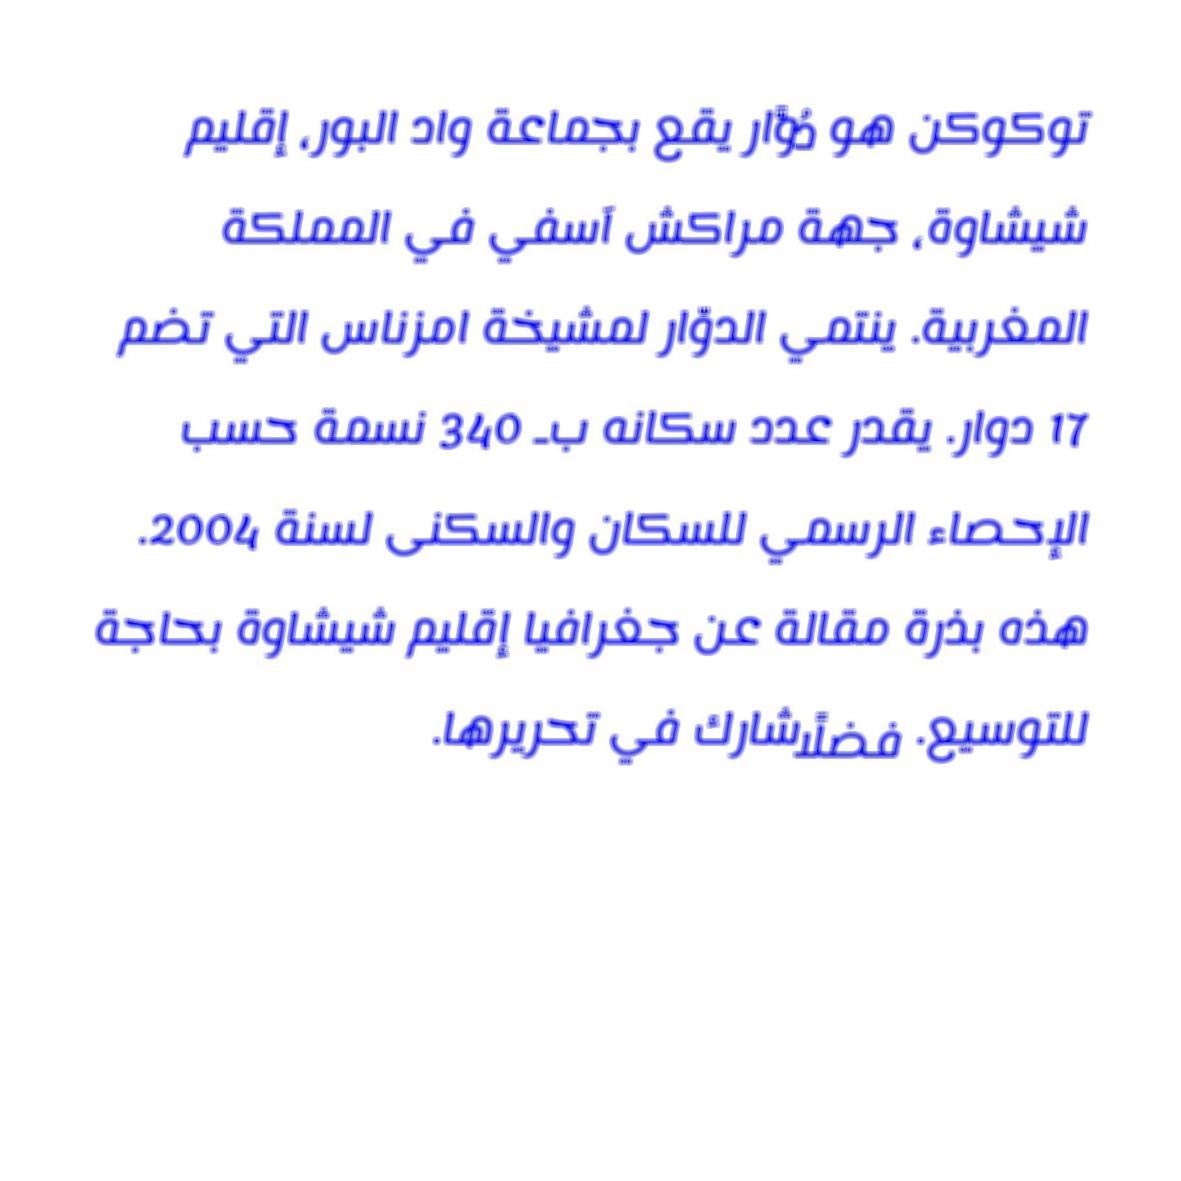 توكوكن هو دُوَّار يقع بجماعة واد البور، إقليم
شيشاوة، جهة مراكش آسفي في المملكة
المغربية. ينتمي الدوّار لمشيخة امزناس التي تضم
17 دوار. يقدر عدد سكانه بـ 340 نسمة حسب
الإحصاء الرسمي للسكان والسكنى لسنة 2004.
هذه بذرة مقالة عن جغرافيا إقليم شيشاوة بحاجة
للتوسيع. فضلًا شارك في تحريرها.